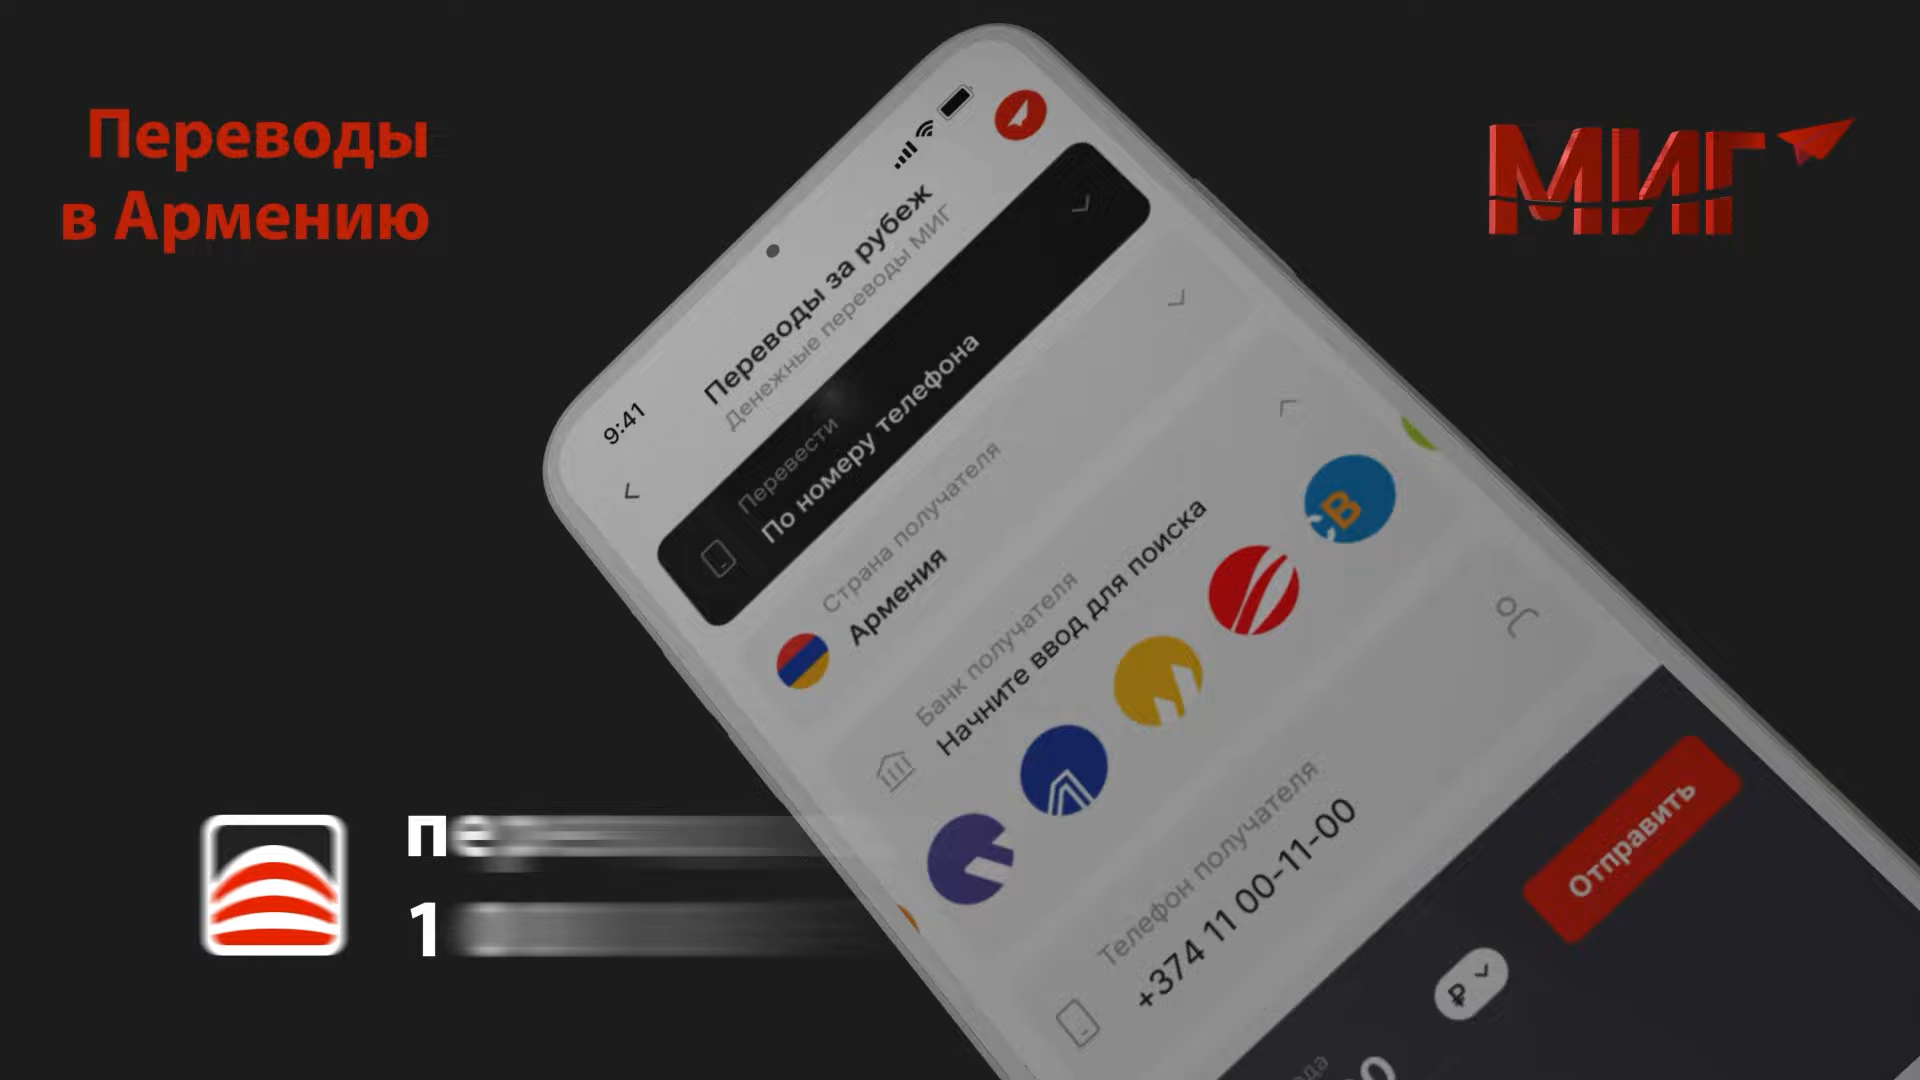 Переводы
в Армению
МИГ
9:41
Переводы за рубеж
Денежные переводы МИГ
Перевести
По номеру телефона
Страна получателя
Армения
Банк получателя
Начните ввод для поиска
Телефон получателя
+374 11 00-11-00
Отправить
₽
1